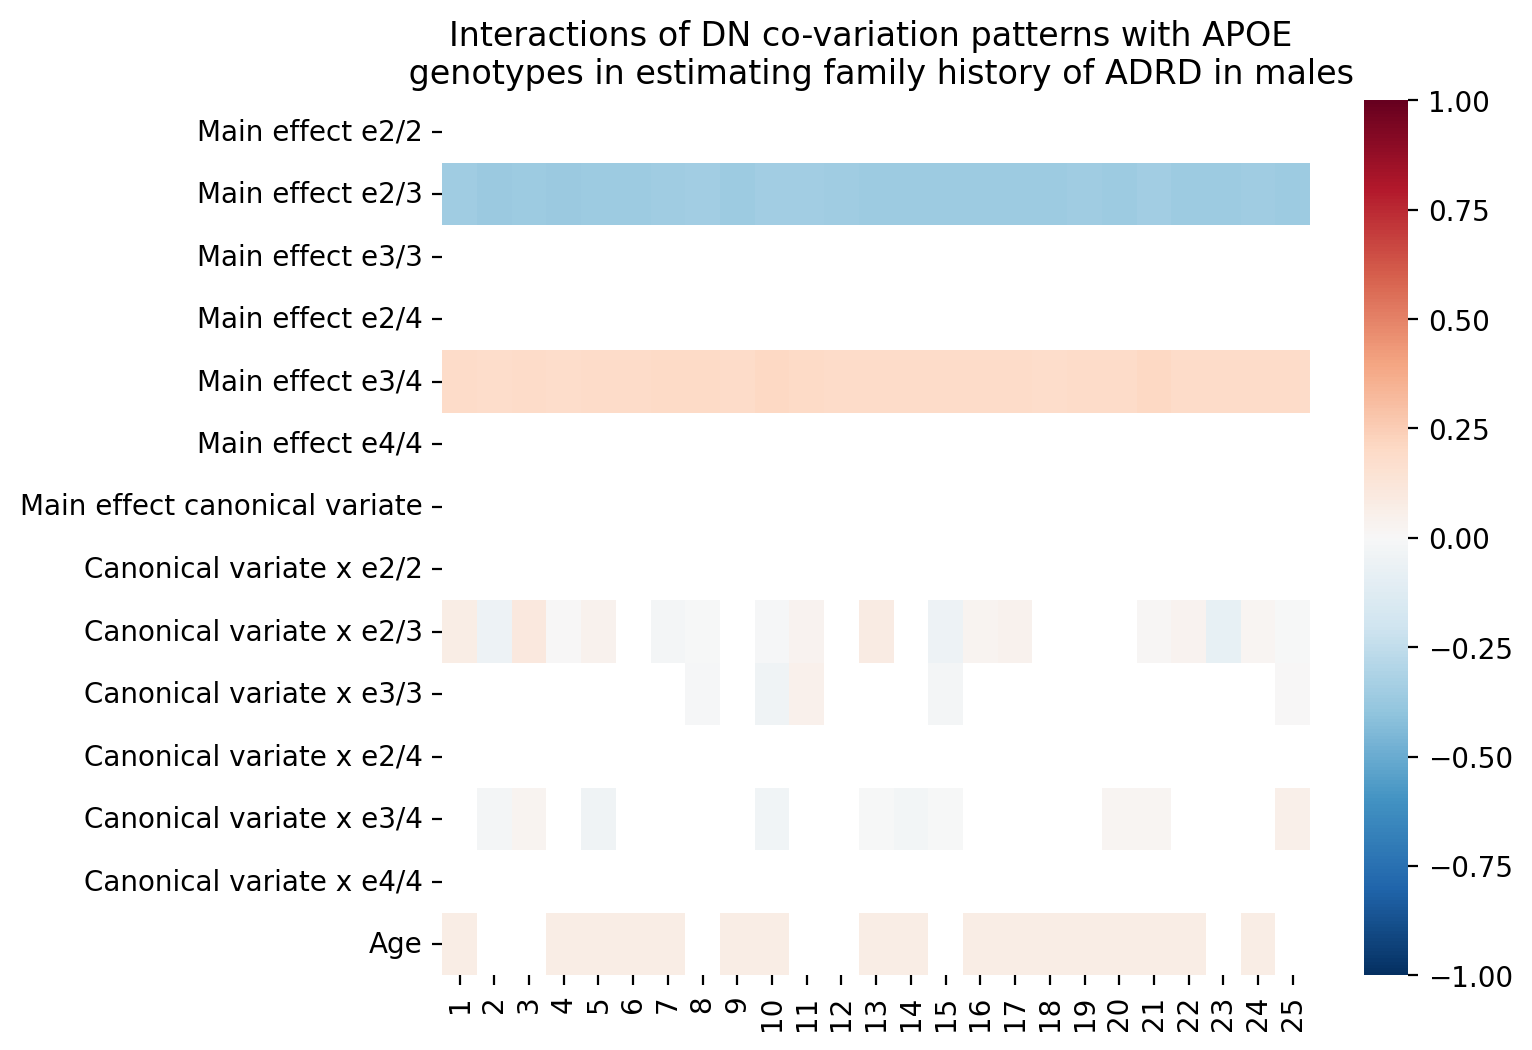 Interactions of DN co-variation patterns with APOE
genotypes in estimating family history of ADRD in males
Main effect e2/2
Main effect e2/3
Main effect e3/3
Main effect e2/4
Main effect e3/4
Main effect e4/4
Main effect canonical variate
Canonical variate x e2/2
Canonical variate x e2/3
Canonical variate x e3/3
Canonical variate x e2/4
Canonical variate x e3/4
Canonical variate x e4/4
Age
1 2 3 4 5 6 7 8 9 10 11 12 13 14 15 16 17 18 19 20 21 22 23 24 25
1.00
0.75
0.50
0.25
0.00
−0.25
−0.50
−0.75
−1.00